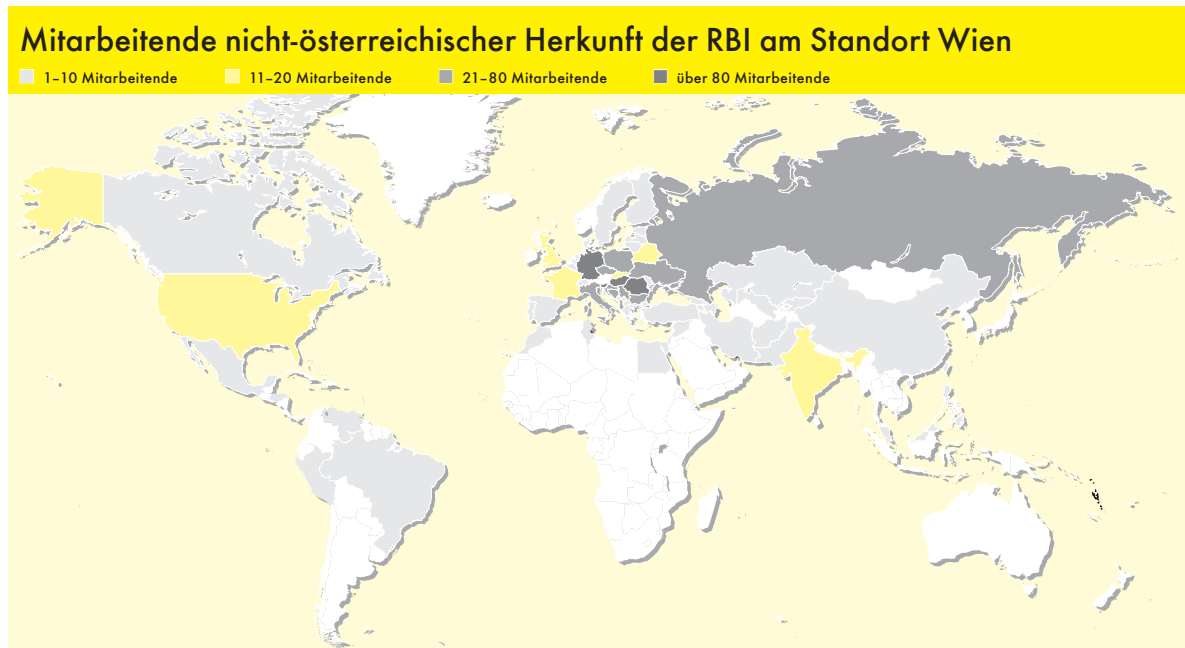 Mitarbeitende nicht-österreichischer Herkunft der RBI am Standort Wien
1–10 Mitarbeitende 11–20 Mitarbeitende 21–80 Mitarbeitende über 80 Mitarbeitende